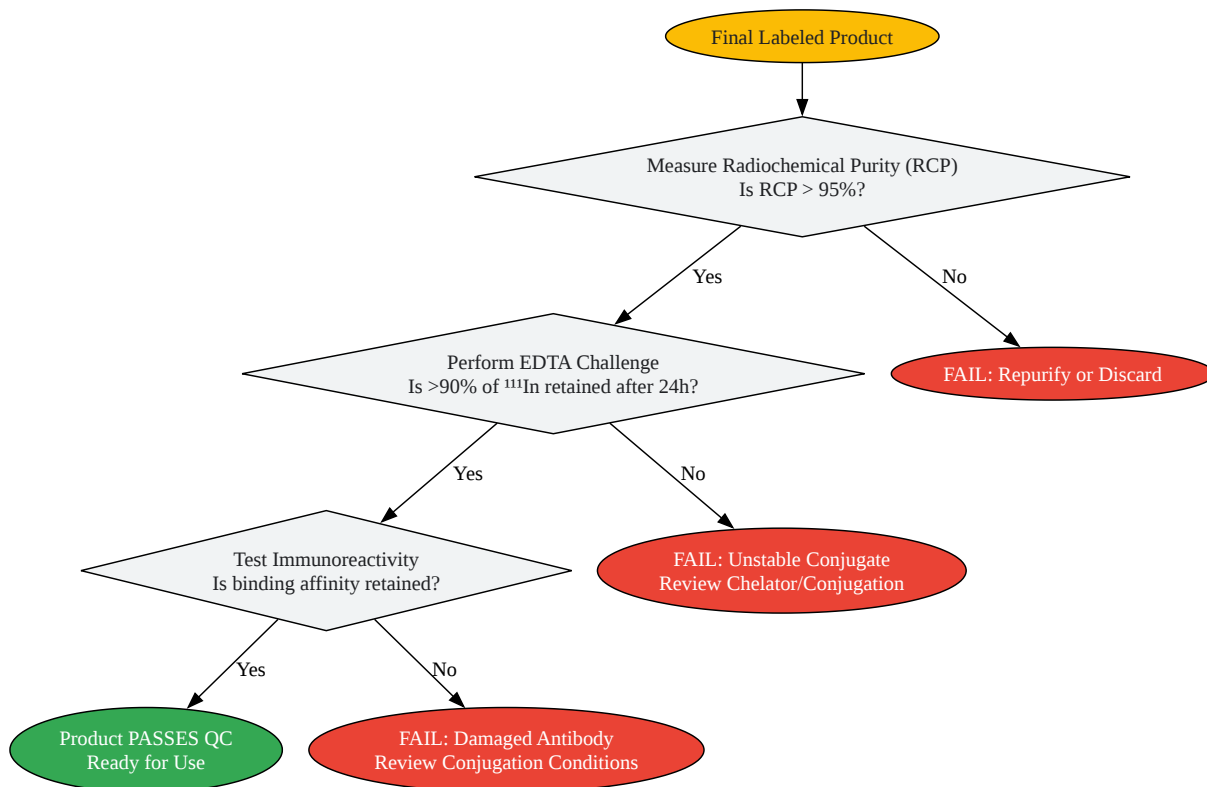 Final Labeled Product
Measure Radiochemical Purity (RCP)
Is RCP > 95%?
Yes
No
Perform EDTA Challenge
Is >90% of ¹¹¹In retained after 24h?
FAIL: Repurify or Discard
Yes
No
Test Immunoreactivity
Is binding affinity retained?
FAIL: Unstable Conjugate
Review Chelator/Conjugation
Yes
No
Product PASSES QC
Ready for Use
FAIL: Damaged Antibody
Review Conjugation Conditions